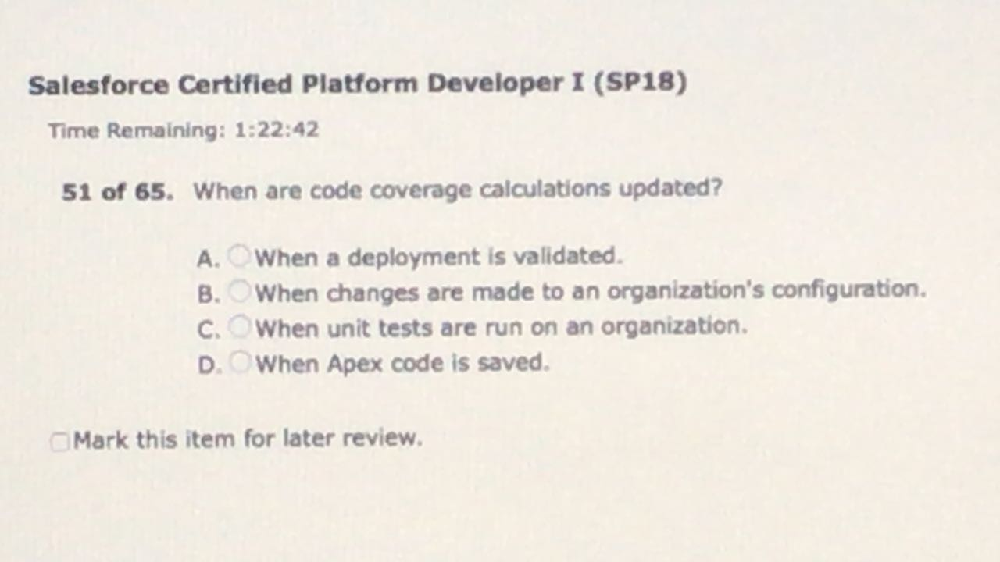 Salesforce Certified Platform Developer I (SP18)
Time Remaining: 1:22:42
51 of 65. When are code coverage calculations updated?
A. When a deployment is validated.
B. When changes are made to an organization's configuration.
C. When unit tests are run on an organization.
D. When Apex code is saved.
Mark this item for later review.